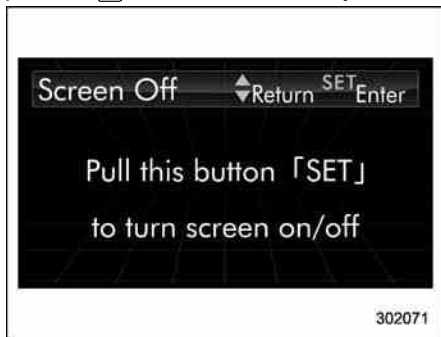 Screen Off Return SET Enter
Pull this button「SET」
to turn screen on/off
302071